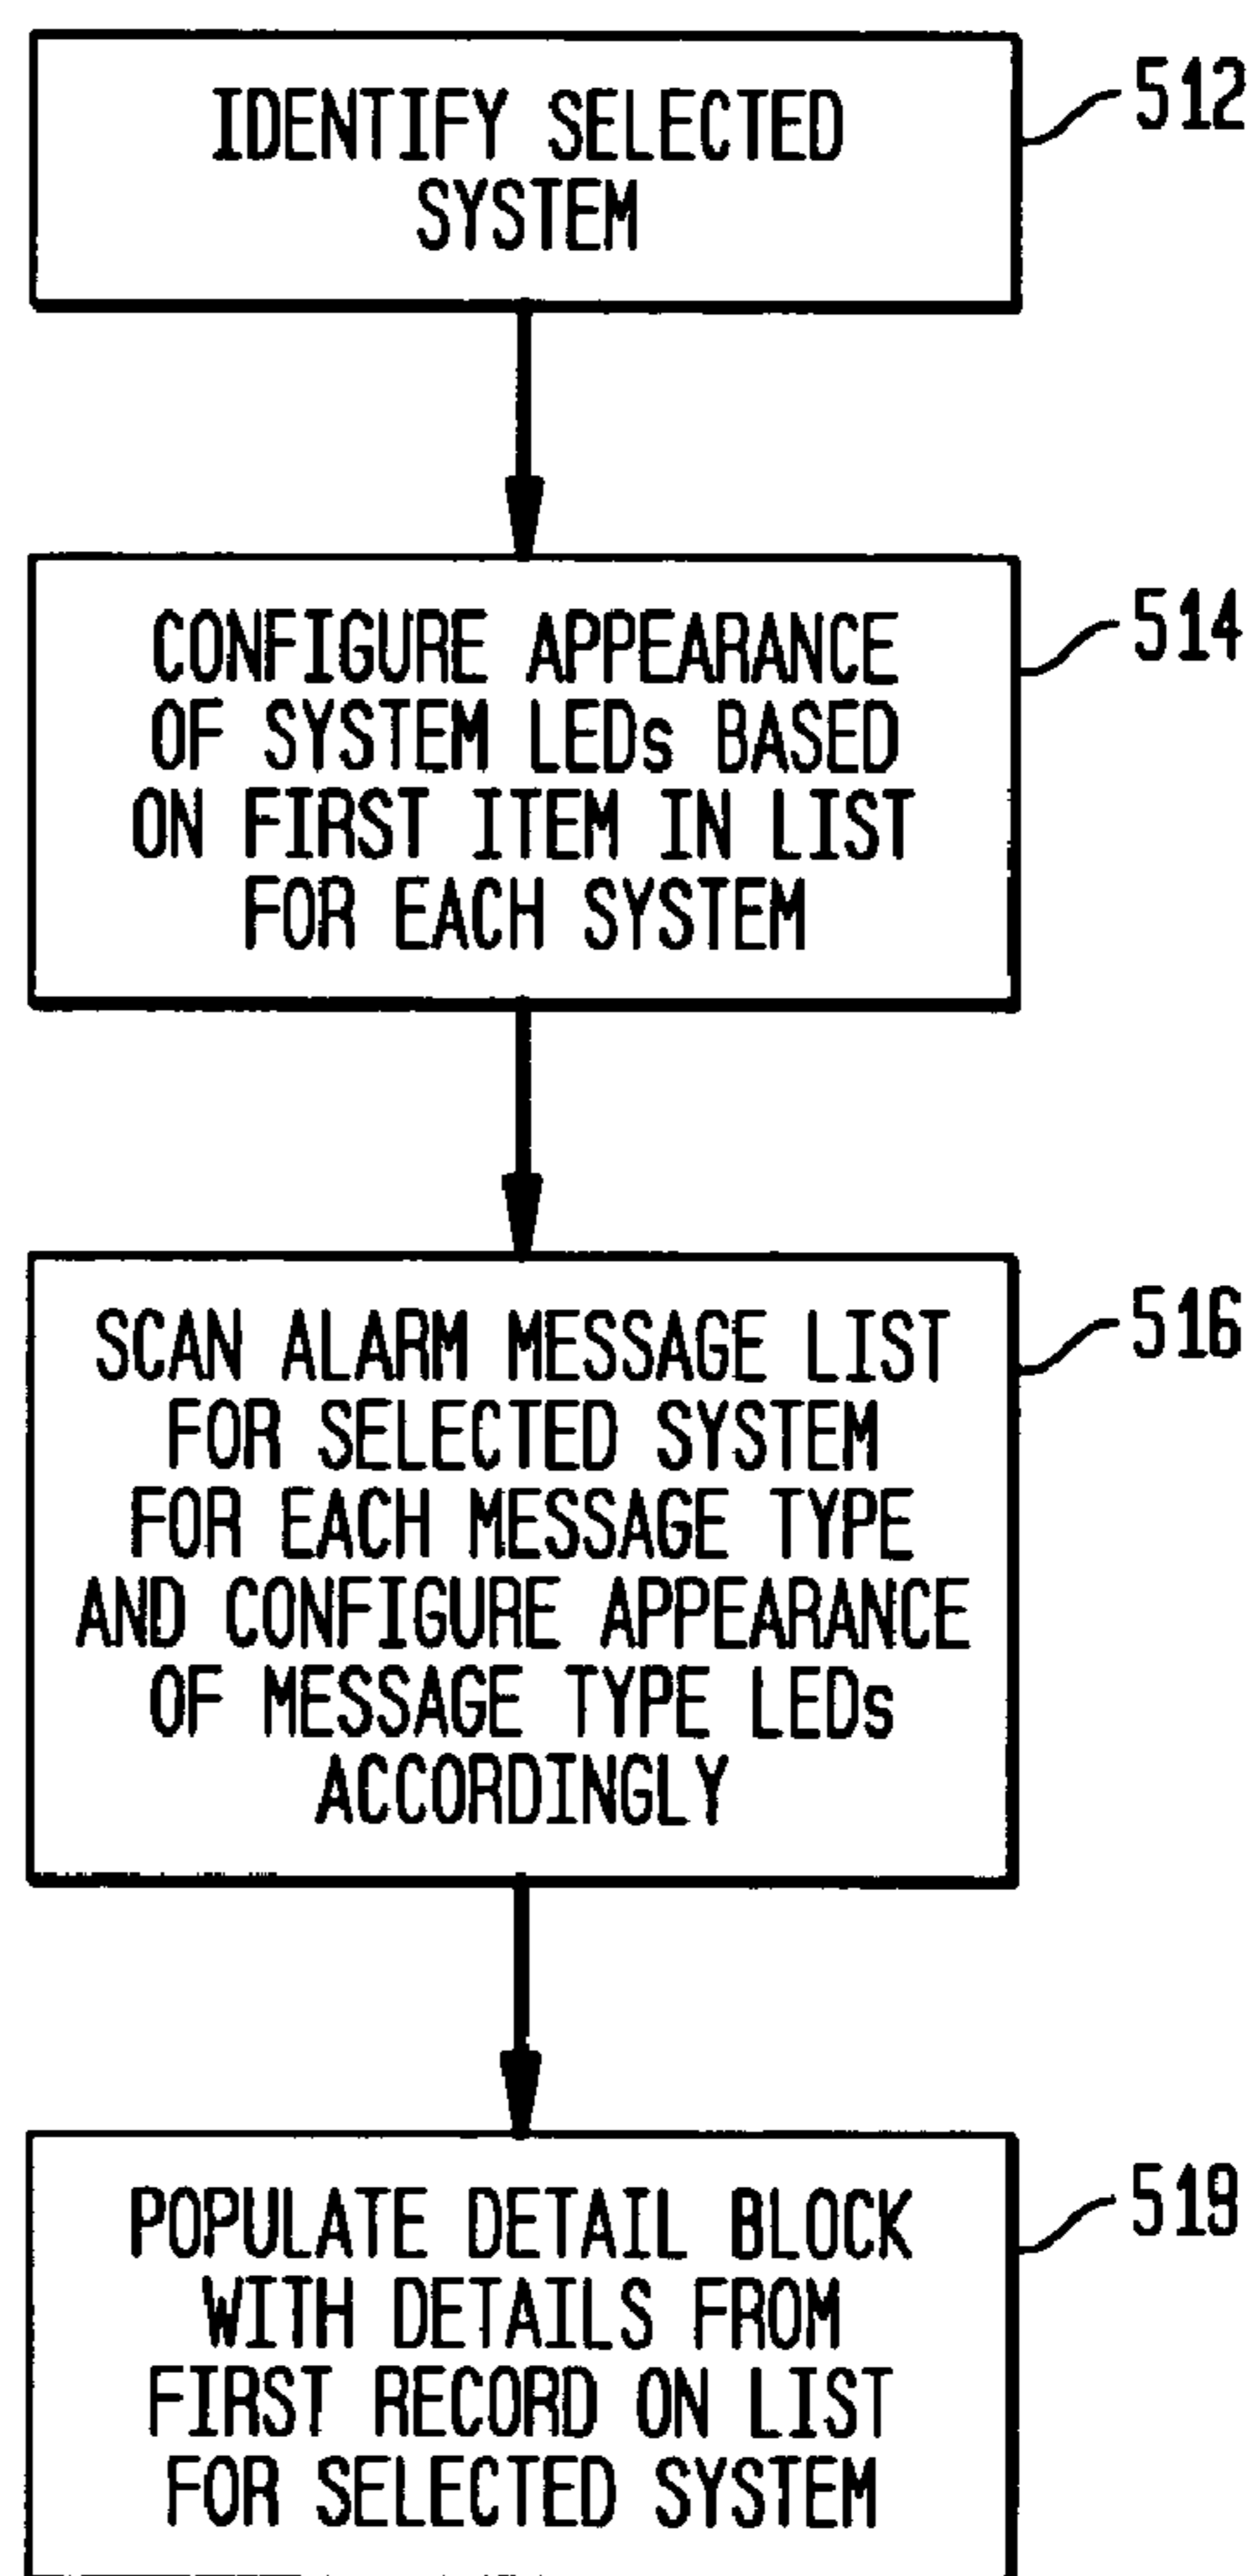 IDENTIFY SELECTED
SYSTEM
512
CONFIGURE APPEARANCE
OF SYSTEM LEDs BASED
ON FIRST ITEM IN LIST
FOR EACH SYSTEM
514
SCAN ALARM MESSAGE LIST
FOR SELECTED SYSTEM
FOR EACH MESSAGE TYPE
AND CONFIGURE APPEARANCE
OF MESSAGE TYPE LEDs
ACCORDINGLY
516
POPULATE DETAIL BLOCK
WITH DETAILS FROM
FIRST RECORD ON LIST
FOR SELECTED SYSTEM
519